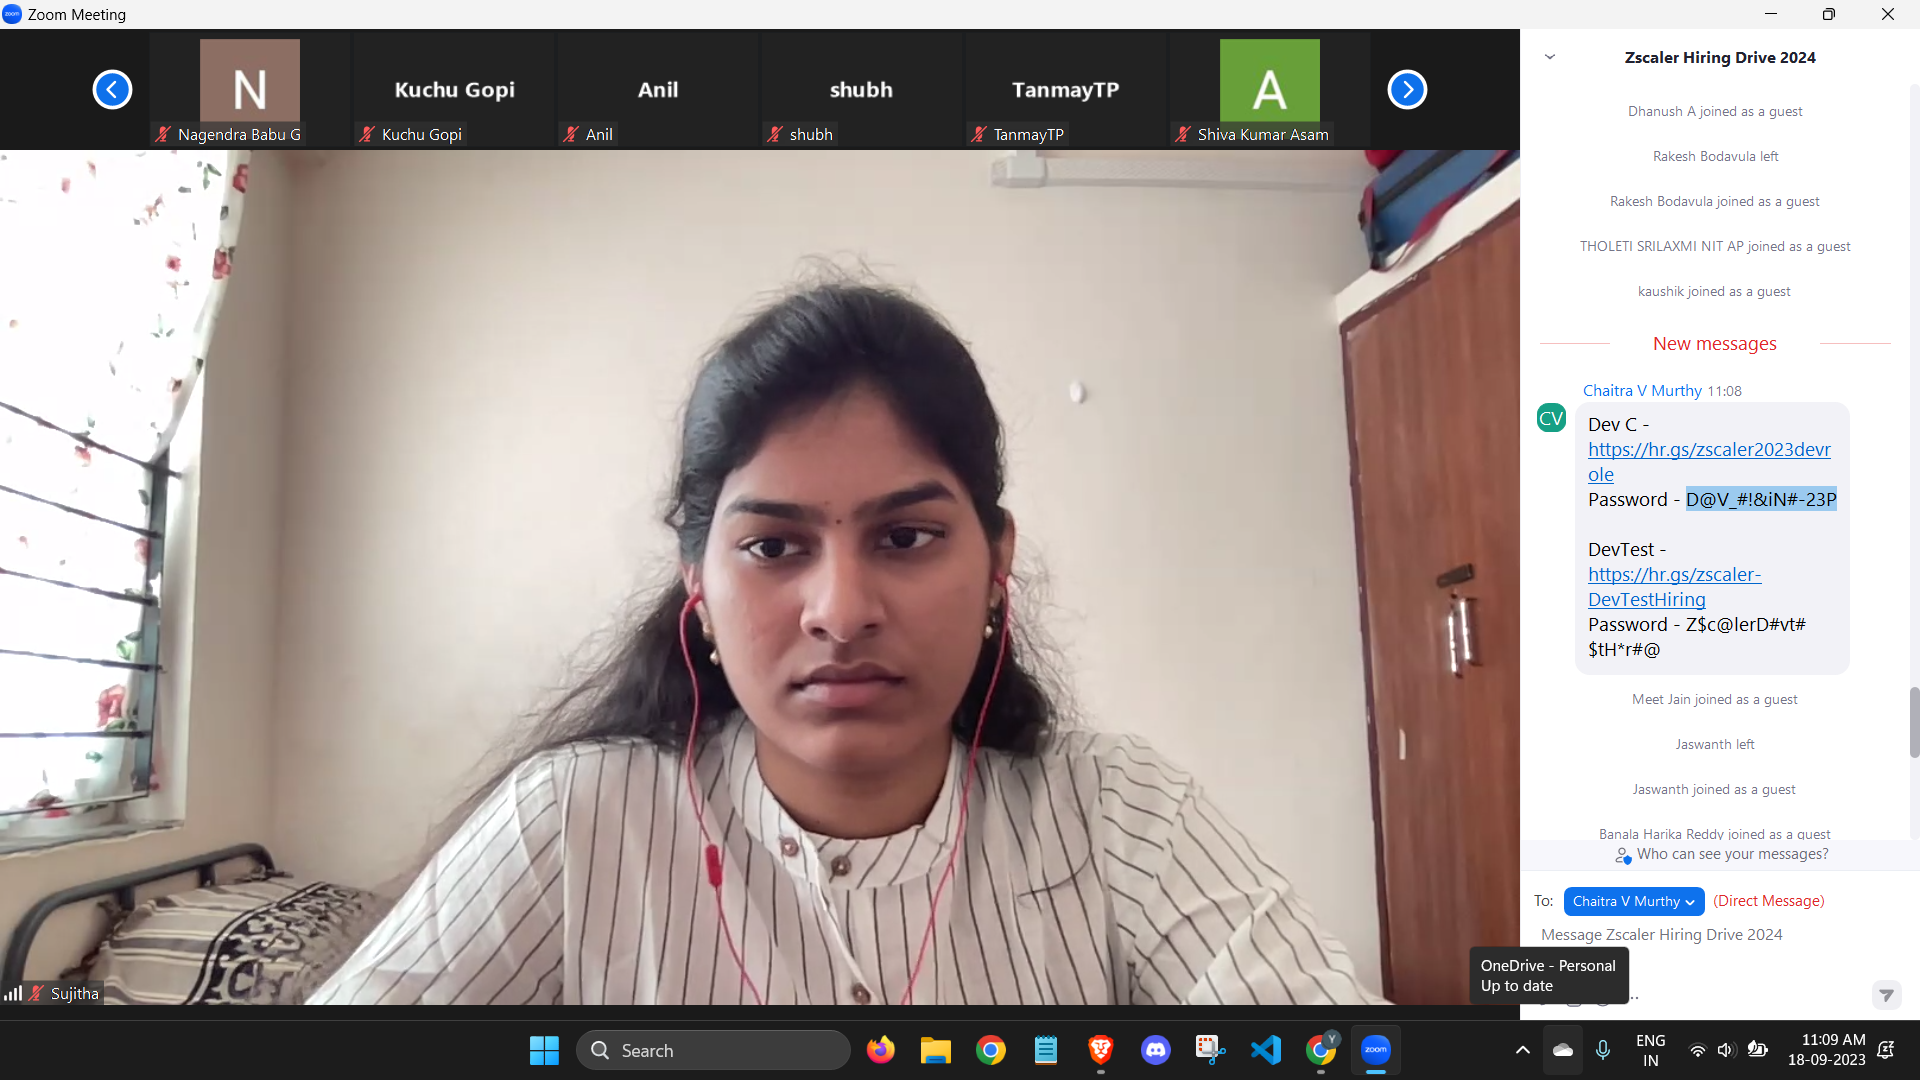 Zoom Meeting
N
Nagendra Babu G
Kuchu Gopi
Kuchu Gopi
Anil
Anil
shubh
shubh
TanmayTP
TanmayTP
A
Shiva Kumar Asam
Sujitha
Zscaler Hiring Drive 2024
Dhanush A joined as a guest
Rakesh Bodavula left
Rakesh Bodavula joined as a guest
THOLETI SRILAXMI NIT AP joined as a guest
kaushik joined as a guest
New messages
Chaitra V Murthy 11:08
CV
Dev C -
https://hr.gs/zscaler2023devr
ole
Password - D@V_#!&iN#-23P
DevTest -
https://hr.gs/zscaler-
DevTestHiring
Password - Z$c@lerD#vt#
$tH*r#@
Meet Jain joined as a guest
Jaswanth left
Jaswanth joined as a guest
Banala Harika Reddy joined as a guest
Who can see your messages?
To: Chaitra V Murthy (Direct Message)
Message Zscaler Hiring Drive 2024
OneDrive - Personal
Up to date
Search
Y
zoom
ENG
IN
11:09 AM
18-09-2023